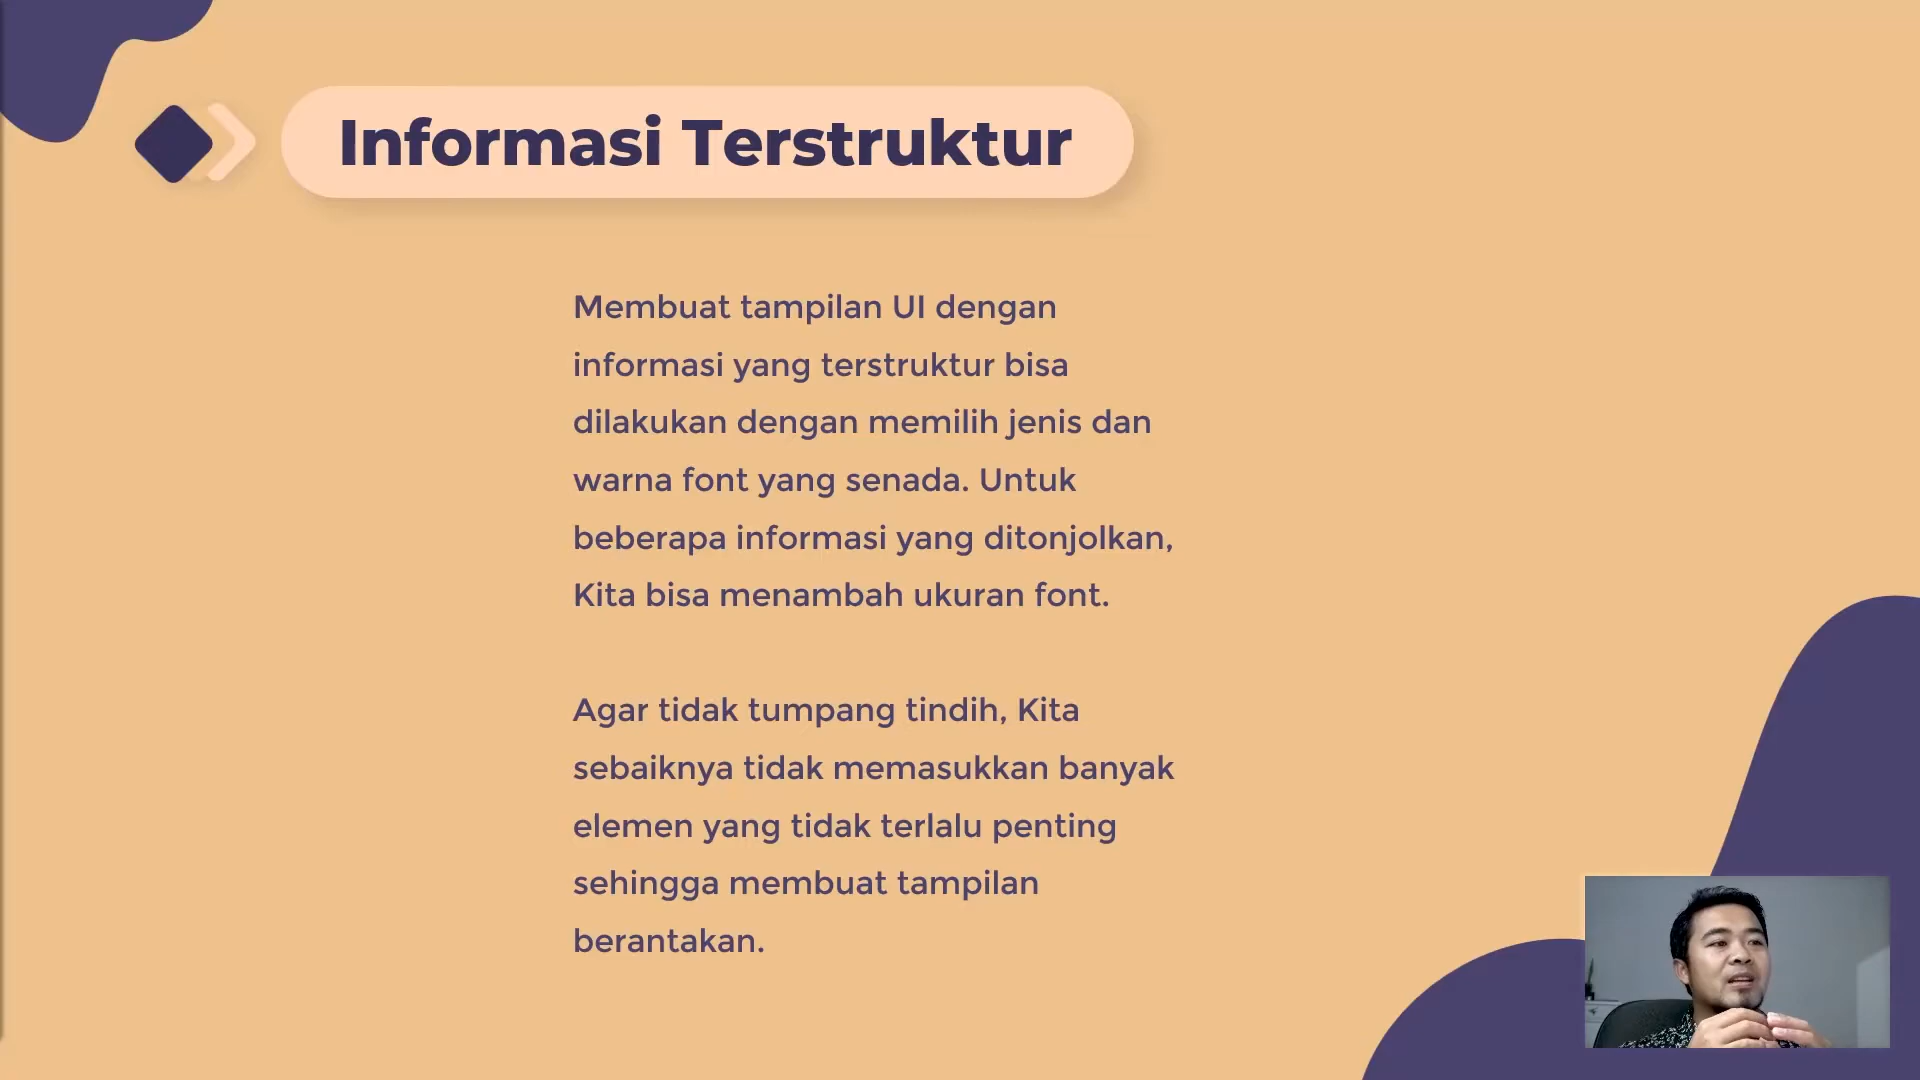 Informasi Terstruktur
Membuat tampilan UI dengan
informasi yang terstruktur bisa
dilakukan dengan memilih jenis dan
warna font yang senada. Untuk
beberapa informasi yang ditonjolkan,
Kita bisa menambah ukuran font.
Agar tidak tumpang tindih, Kita
sebaiknya tidak memasukkan banyak
elemen yang tidak terlalu penting
sehingga membuat tampilan
berantakan.